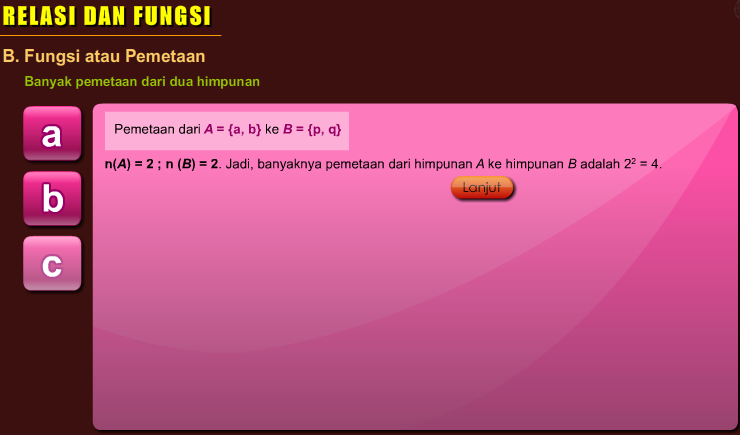 RELASI DAN FUNGSI
B. Fungsi atau Pemetaan
Banyak pemetaan dari dua himpunan
a
Pemetaan dari A = {a, b} ke B = {p, q}
n(A) = 2 ; n (B) = 2. Jadi, banyaknya pemetaan dari himpunan A ke himpunan B adalah 2² = 4.
Lanjut
b
c